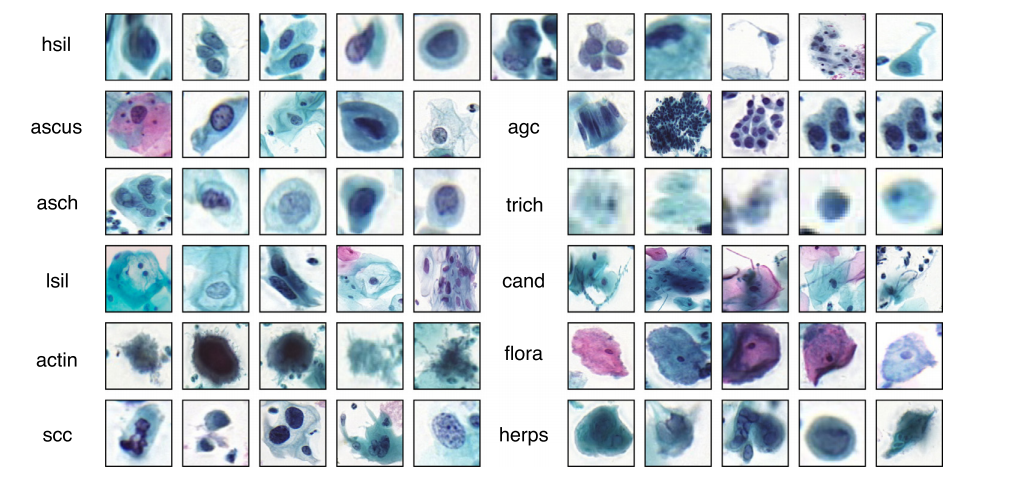 hsil
ascus
agc
asch
trich
lsil
cand
actin
flora
scc
herps